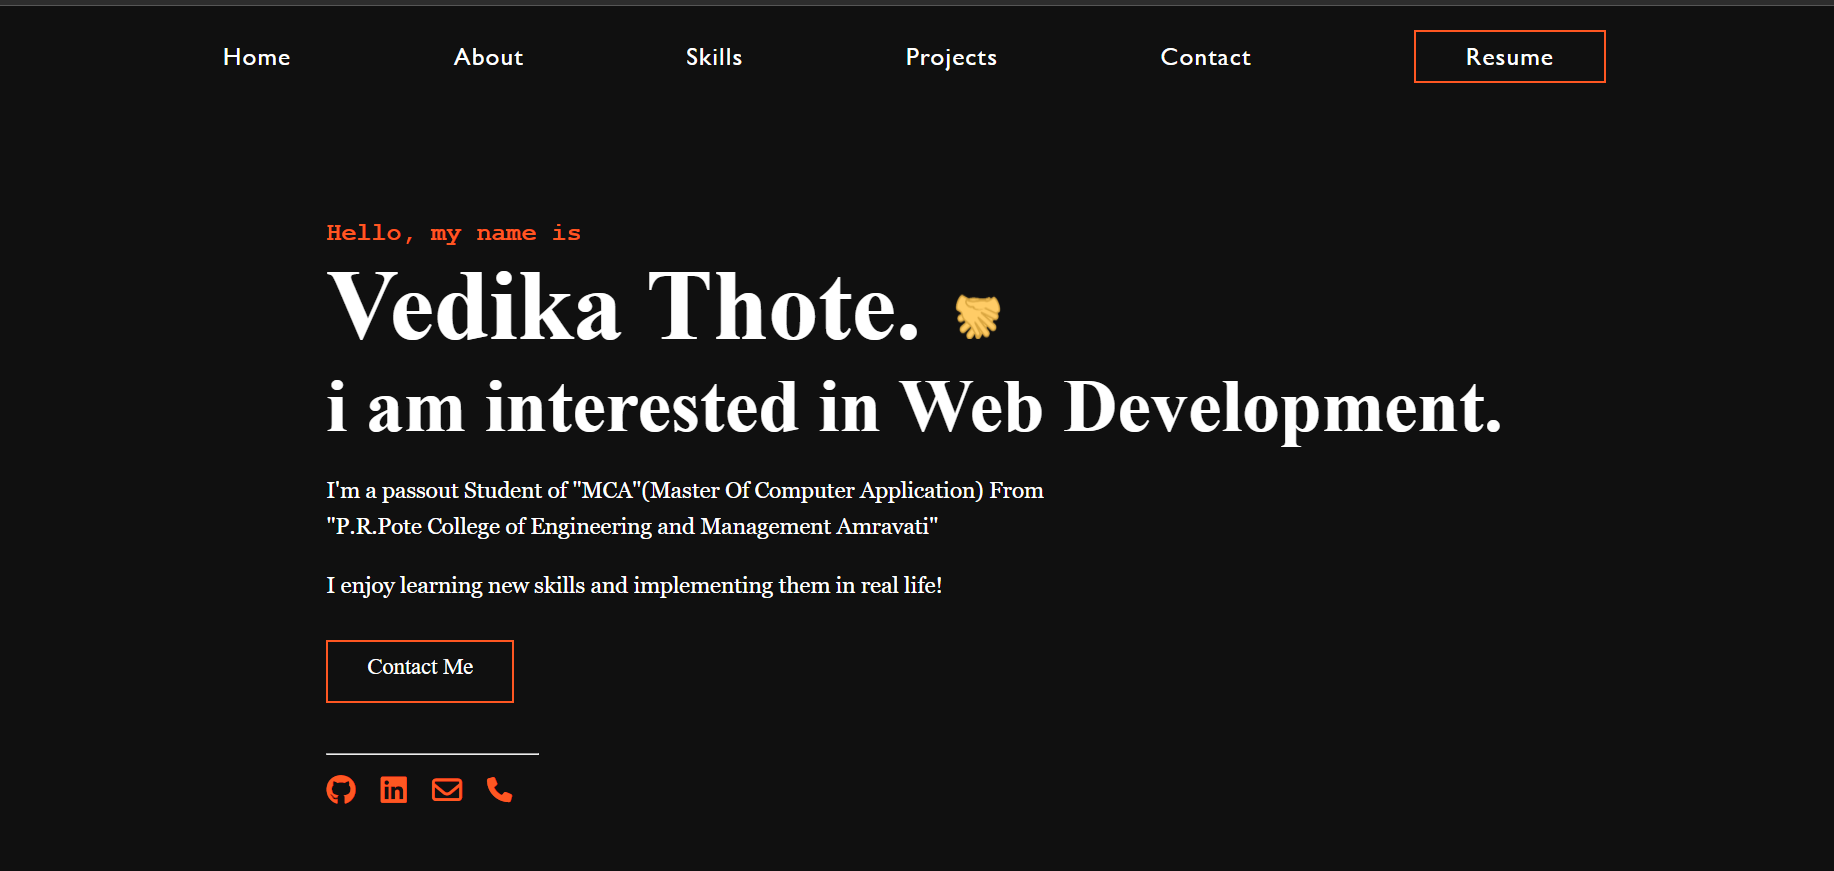 Home About Skills Projects Contact Resume
Hello, my name is
Vedika Thote.
i am interested in Web Development.
I'm a passout Student of "MCA"(Master Of Computer Application) From
"P.R.Pote College of Engineering and Management Amravati"
I enjoy learning new skills and implementing them in real life!
Contact Me
in